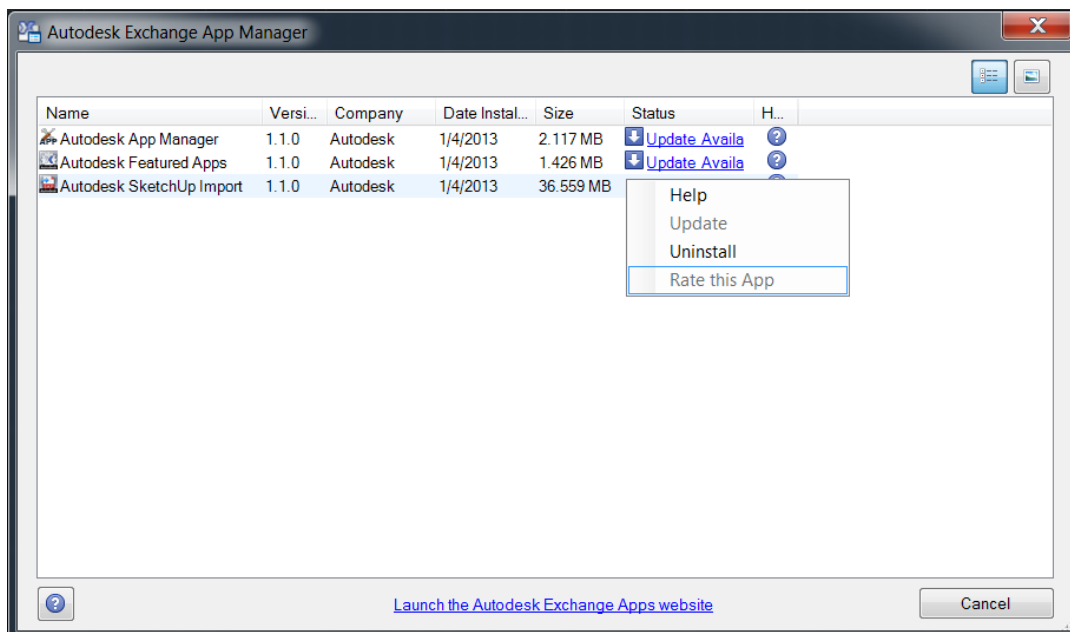 Autodesk Exchange App Manager
Name Versi... Company Date Instal... Size Status H...
Autodesk App Manager 1.1.0 Autodesk 1/4/2013 2.117 MB Update Availa
Autodesk Featured Apps 1.1.0 Autodesk 1/4/2013 1.426 MB Update Availa
Autodesk SketchUp Import 1.1.0 Autodesk 1/4/2013 36.559 MB
Help
Update
Uninstall
Rate this App
Launch the Autodesk Exchange Apps website
Cancel